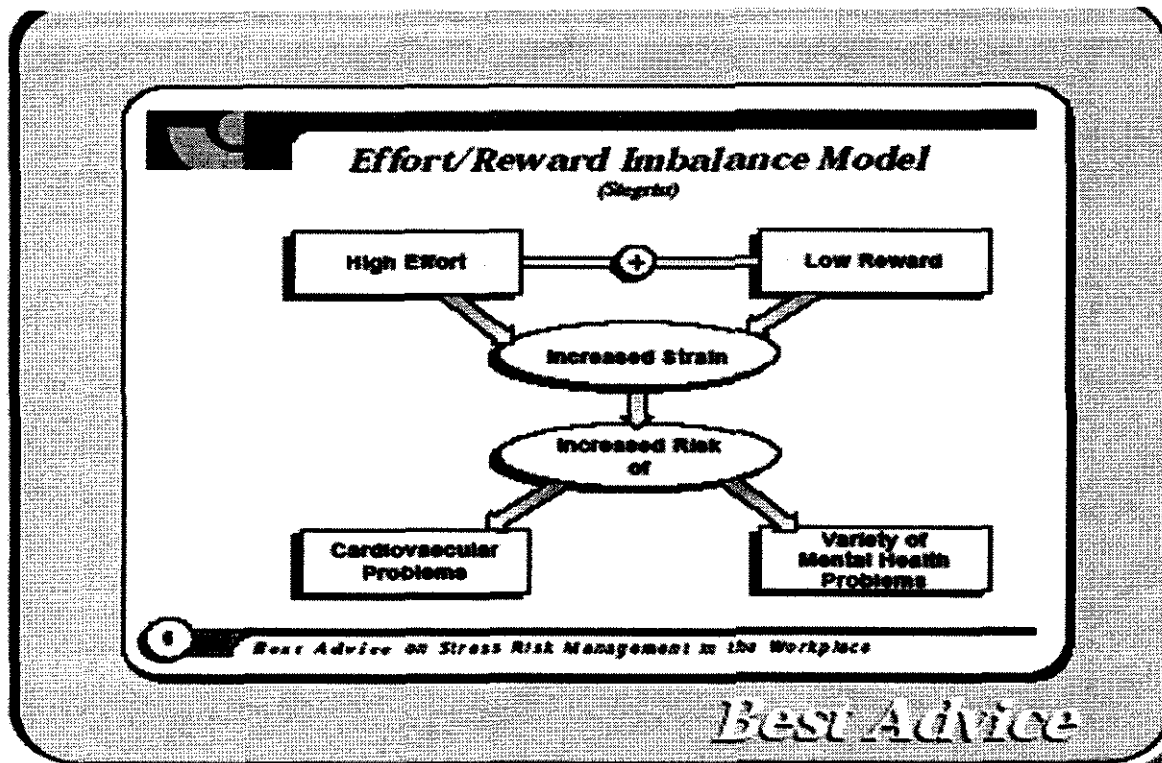 Effort/Reward Imbalance Model
(Siegrist)
High Effort
+
Low Reward
Increased Strain
Increased Risk
of
Cardiovascular
Problems
Variety of
Mental Health
Problems
6
Best Advice on Stress Risk Management in the Workplace
Best Advice